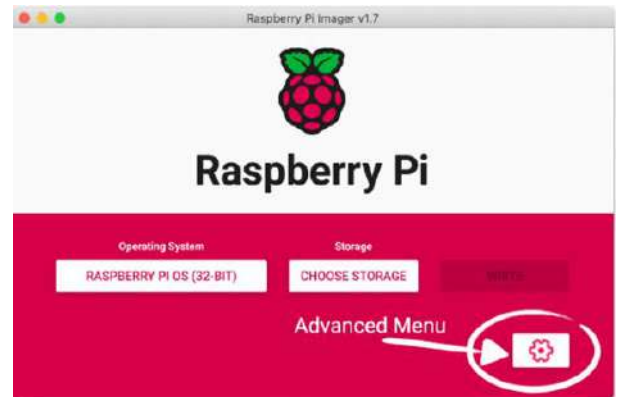 Raspberry Pi Imager v1.7
Raspberry Pi
Operating System
Storage
RASPBERRY PI OS (32-BIT)
CHOOSE STORAGE
WRITE
Advanced Menu